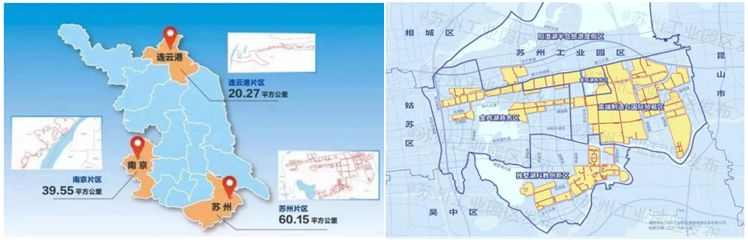 连云港
连云港片区
20.27平方公里
南京
南京片区
39.55平方公里
苏州
苏州片区
60.15平方公里
相城区
阳澄湖半岛旅游度假区
苏州工业园区
昆山市
姑苏区
高端制造与国际贸易区
金鸡湖商务区
独墅湖科教创新区
吴中区